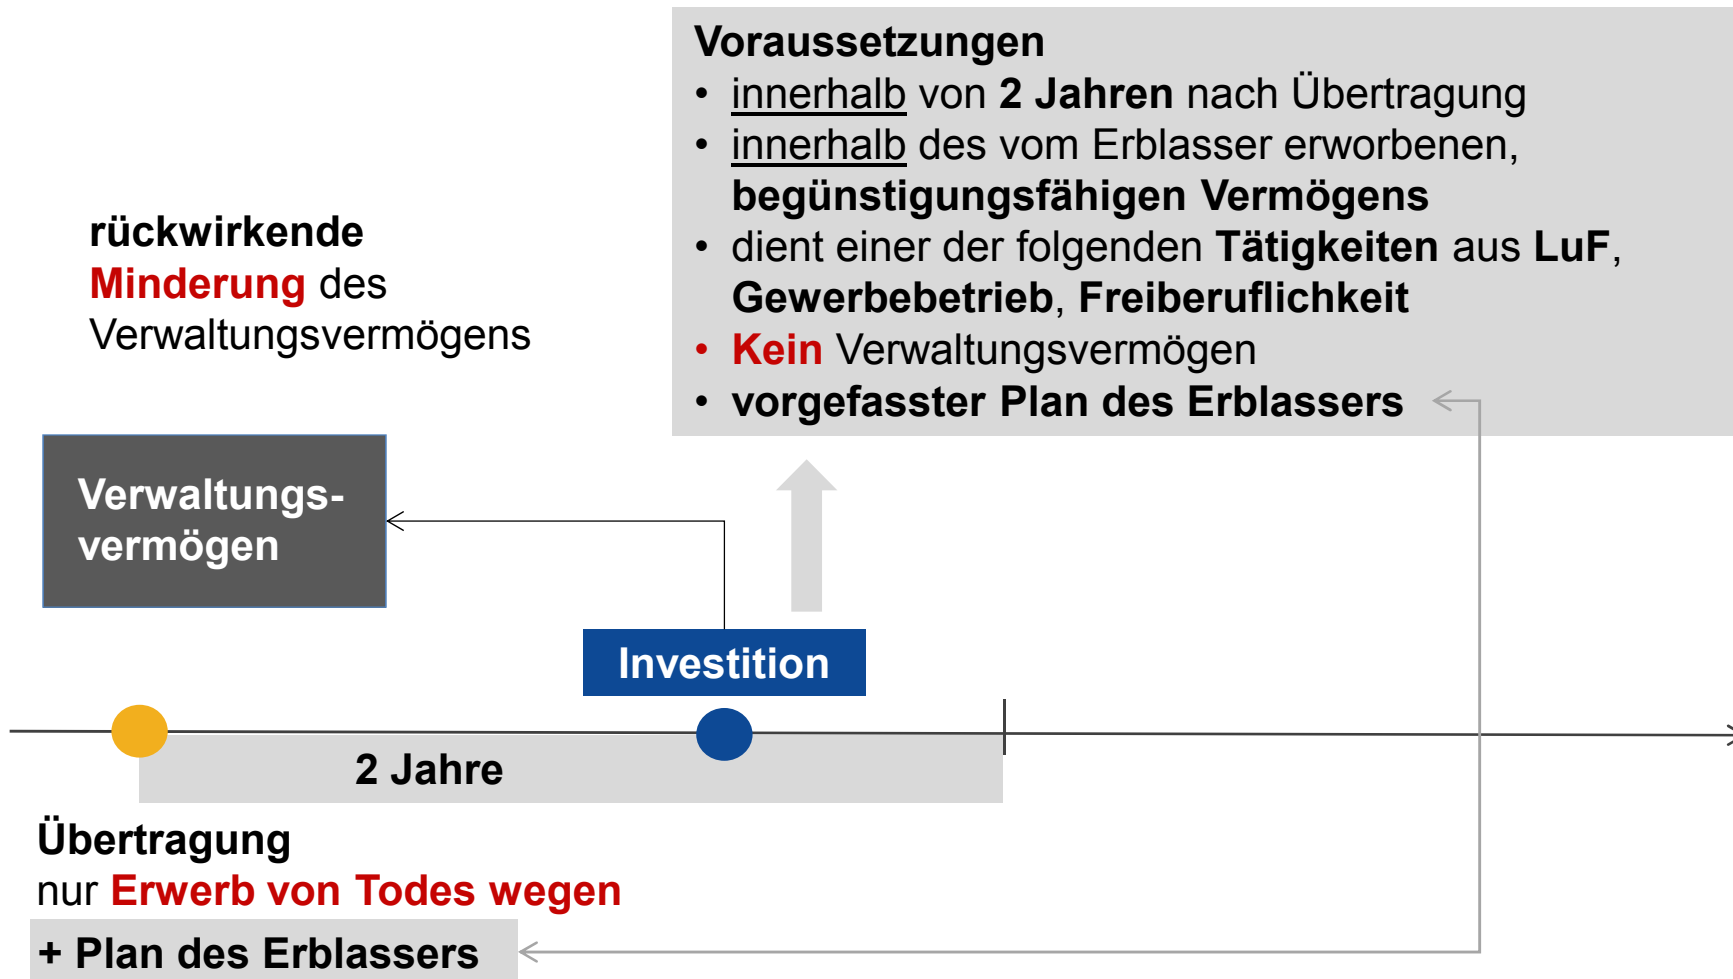 Voraussetzungen
• innerhalb von 2 Jahren nach Übertragung
• innerhalb des vom Erblasser erworbenen,
begünstigungsfähigen Vermögens
• dient einer der folgenden Tätigkeiten aus LuF,
Gewerbebetrieb, Freiberuflichkeit
• Kein Verwaltungsvermögen
• vorgefasster Plan des Erblassers
rückwirkende
Minderung des
Verwaltungsvermögens
Verwaltungs-
vermögen
Investition
2 Jahre
Übertragung
nur Erwerb von Todes wegen
+ Plan des Erblassers